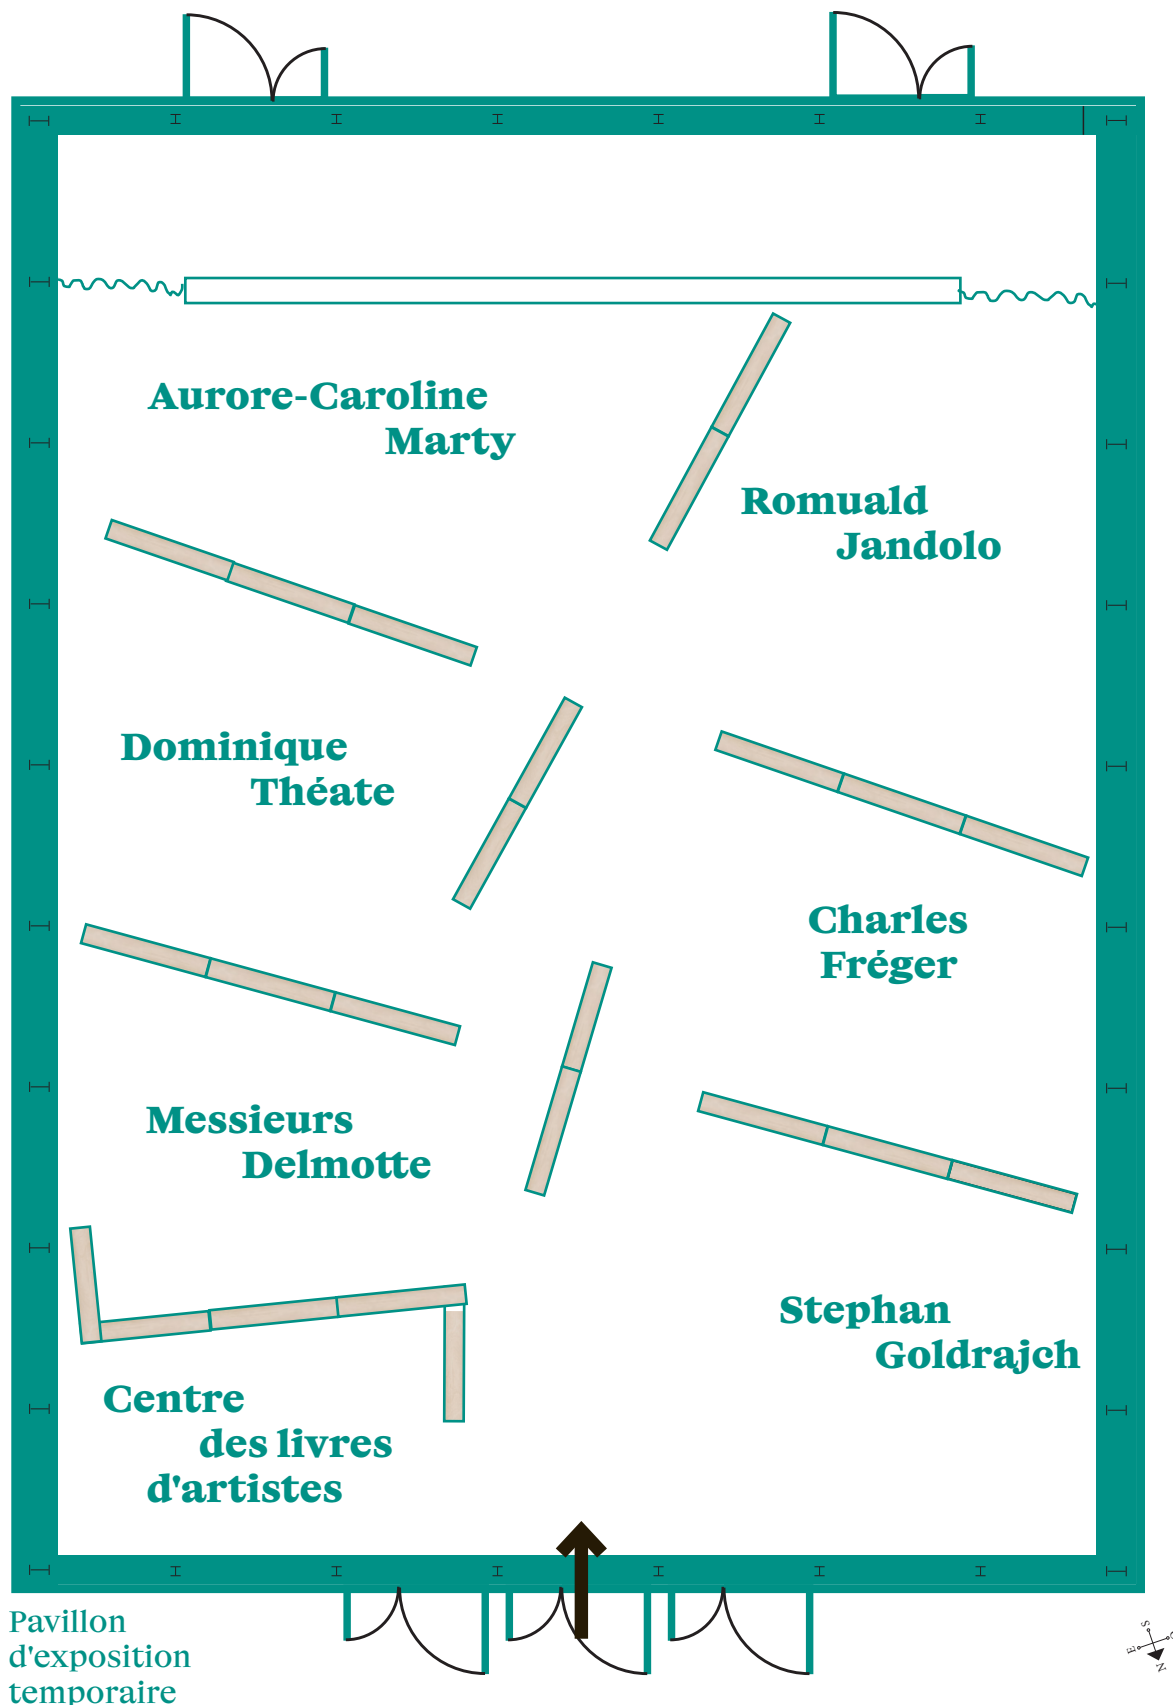 Aurore-Caroline
Marty
Romuald
Jandolo
Dominique
Théate
Charles
Fréger
Messieurs
Delmotte
Stephan
Goldrajch
Centre
des livres
d'artistes
Pavillon
d'exposition
temporaire
S
E
N